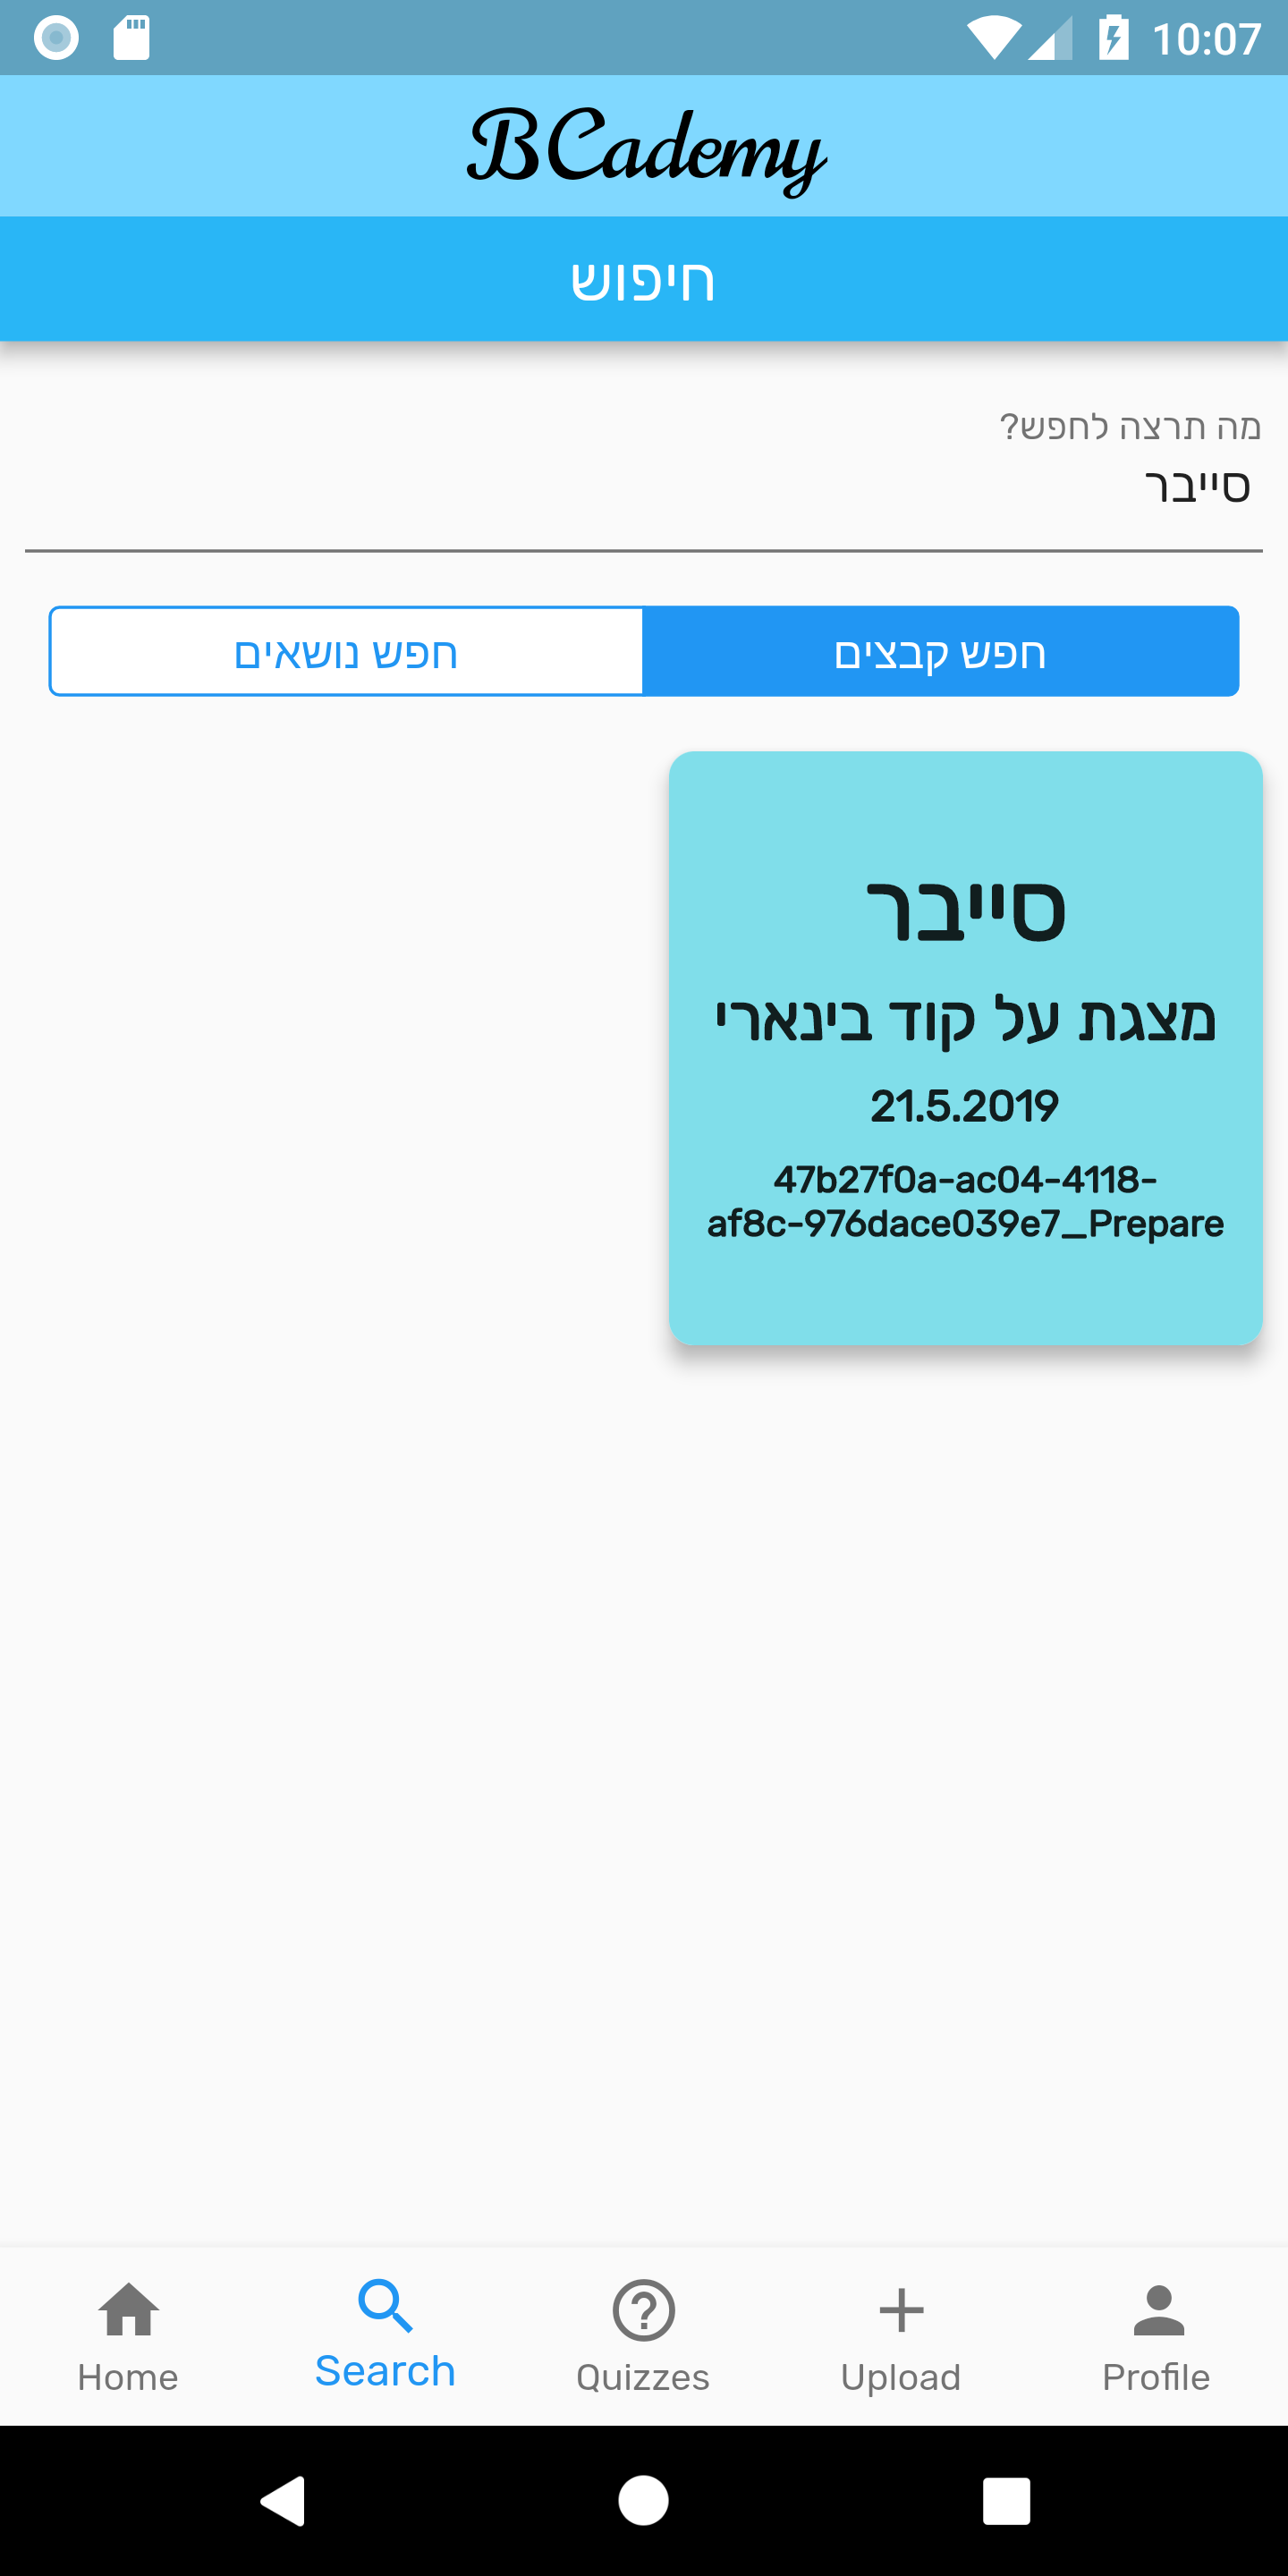 10:07
BCademy
חיפוש
מה תרצה לחפש?
סייבר
חפש קבצים
חפש נושאים
סייבר
מצגת על קוד בינארי
21.5.2019
47b27f0a-ac04-4118-
af8c-976dace039e7_Prepare
Home
Search
Quizzes
Upload
Profile